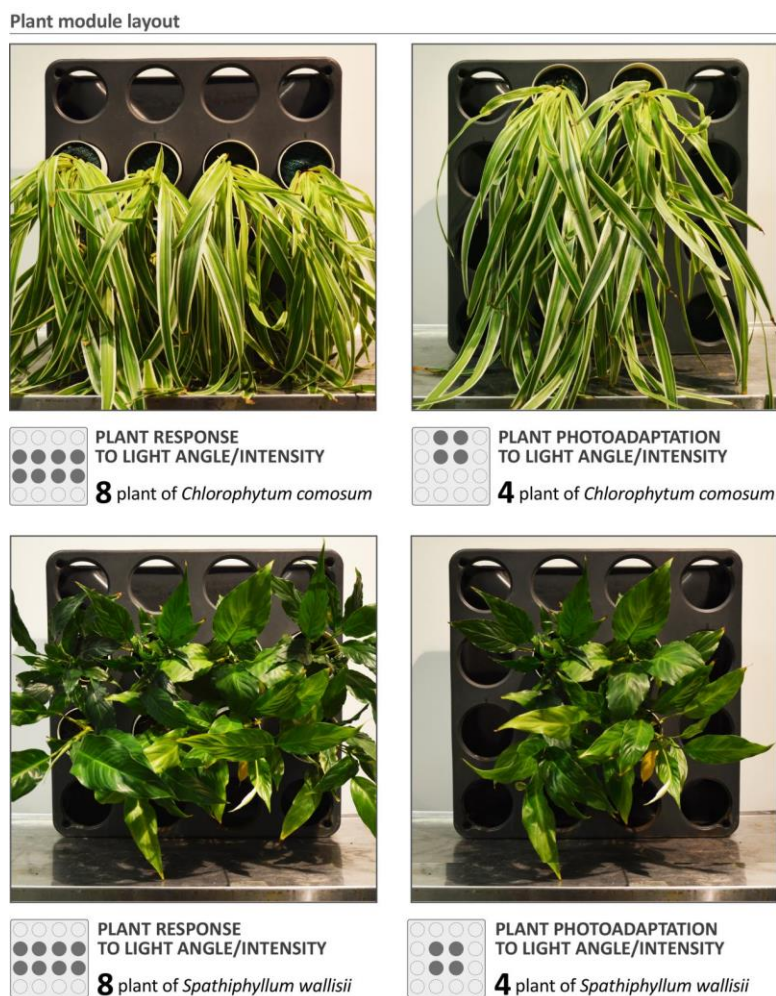 Plant module layout
PLANT RESPONSE
TO LIGHT ANGLE/INTENSITY
8 plant of Chlorophytum comosum
PLANT PHOTOADAPTATION
TO LIGHT ANGLE/INTENSITY
4 plant of Chlorophytum comosum
PLANT RESPONSE
TO LIGHT ANGLE/INTENSITY
8 plant of Spathiphyllum wallisii
PLANT PHOTOADAPTATION
TO LIGHT ANGLE/INTENSITY
4 plant of Spathiphyllum wallisii